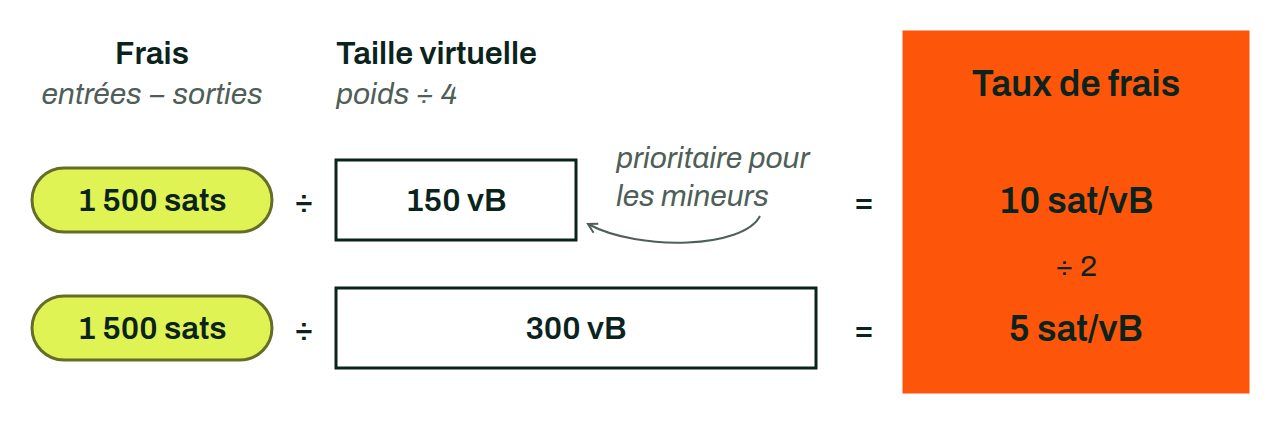 Frais
entrées – sorties
Taille virtuelle
poids ÷ 4
Taux de frais
prioritaire pour
les mineurs
1 500 sats ÷ 150 vB = 10 sat/vB
÷ 2
1 500 sats ÷ 300 vB = 5 sat/vB